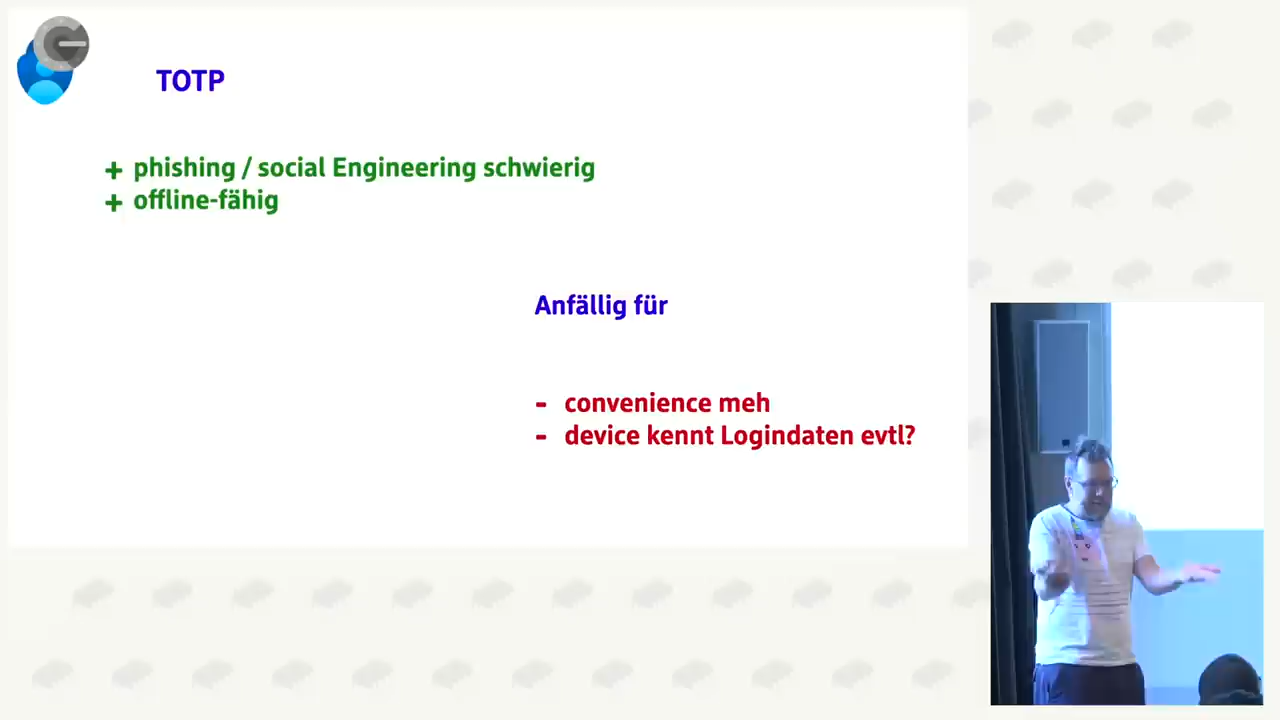 TOTP
+ phishing / social Engineering schwierig
+ offline-fähig
Anfällig für
- convenience meh
- device kennt Logindaten evtl?